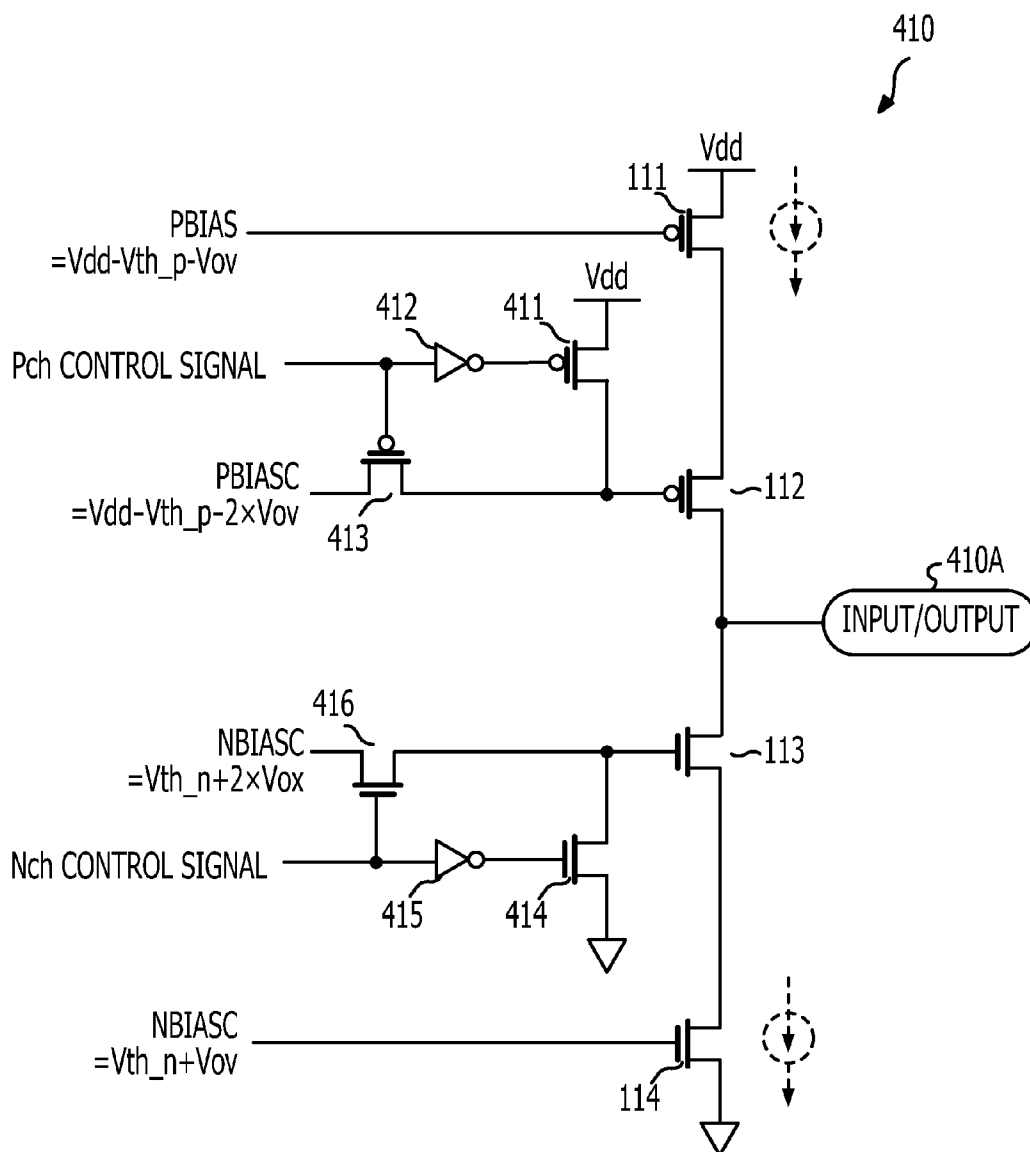 410
Vdd
111
PBIAS
=Vdd-Vth_p-Vov
Vdd
412
411
Pch CONTROL SIGNAL
PBIASC
=Vdd-Vth_p-2×Vov
413
112
410A
INPUT/OUTPUT
416
NBIASC
=Vth_n+2×Vox
113
Nch CONTROL SIGNAL
415
414
NBIASC
=Vth_n+Vov
114